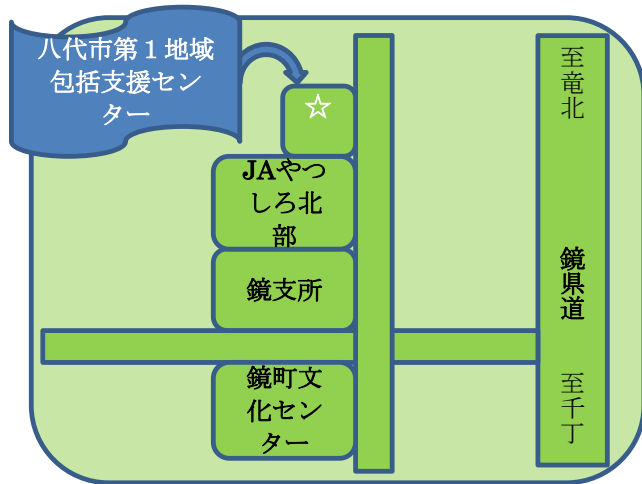 八代市第１地域
包括支援セン
ター
☆
JAやつ
しろ北
部
鏡支所
鏡町文
化セン
ター
至竜北
鏡県道
至千丁